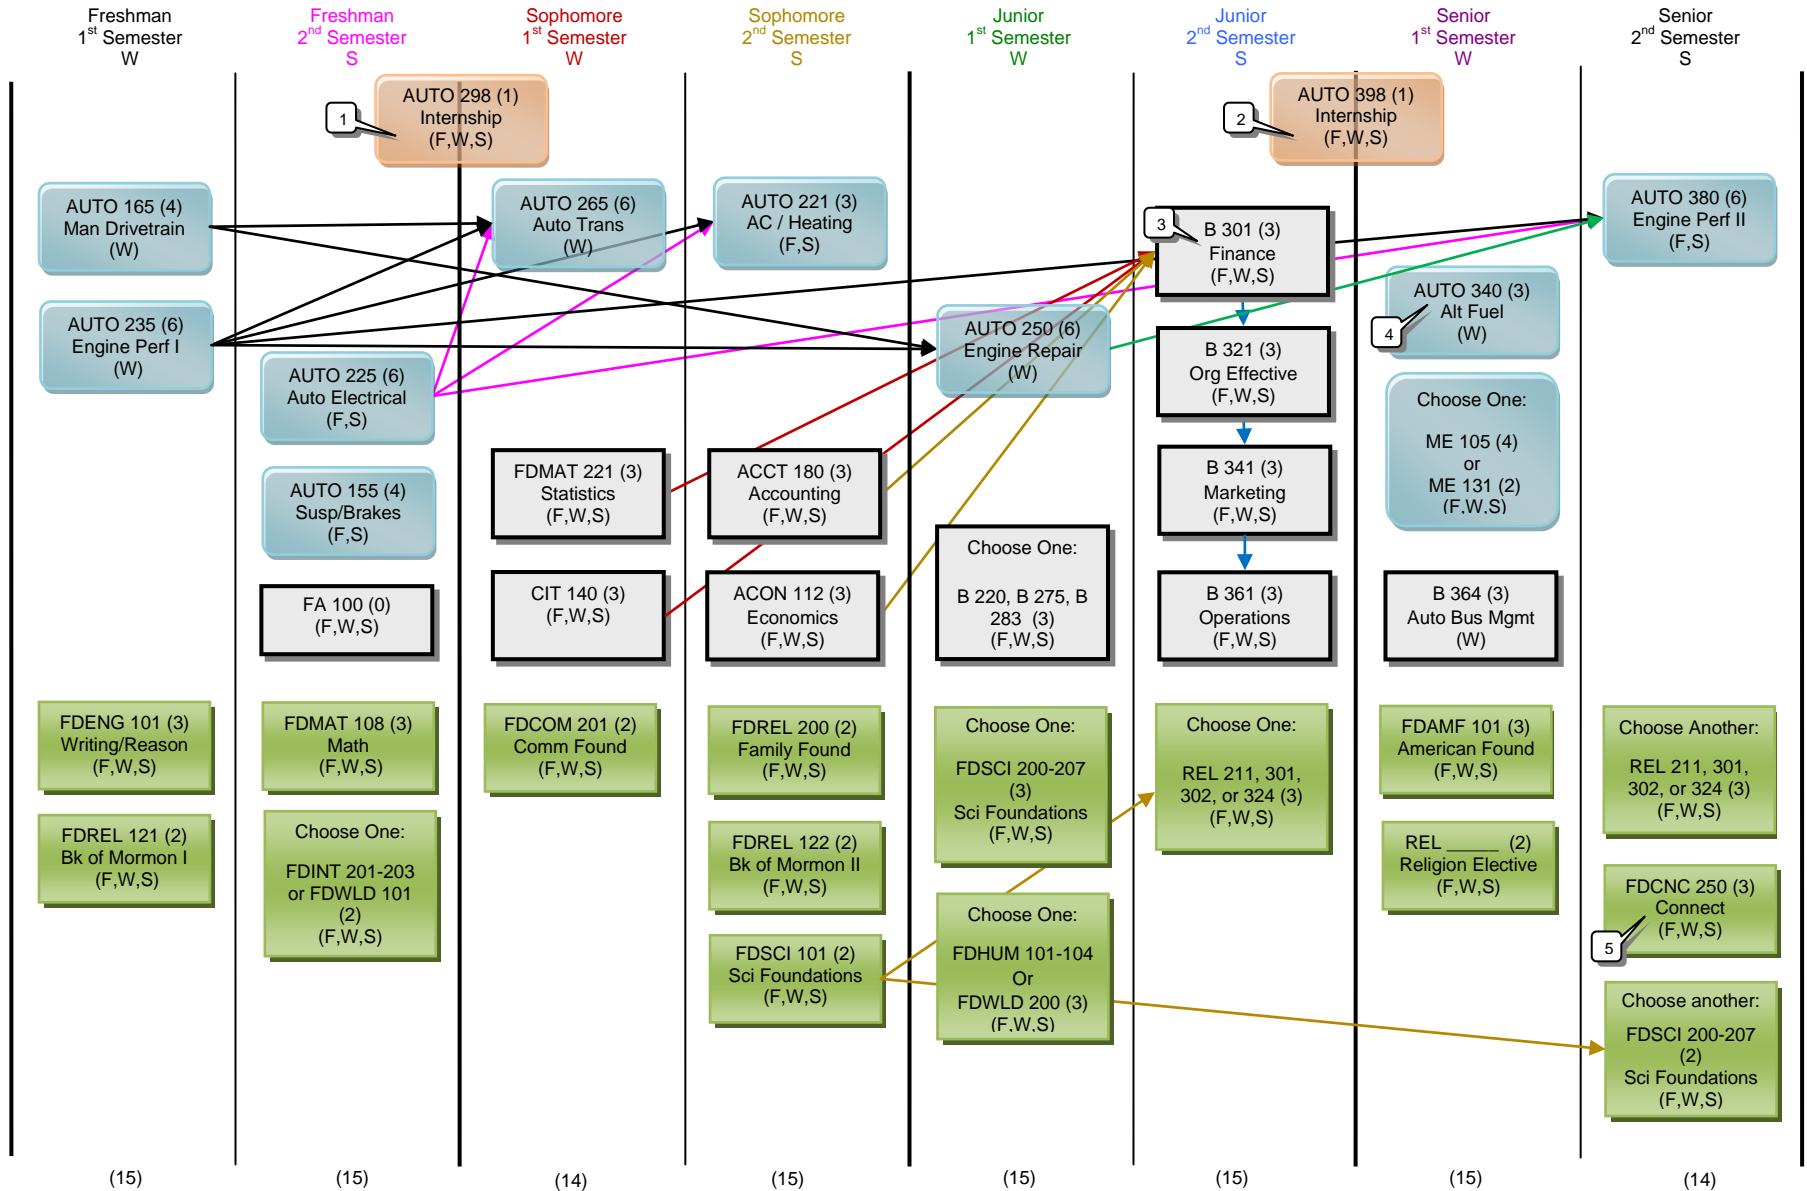 Freshman
1st Semester
W
Freshman
2nd Semester
S
Sophomore
1st Semester
W
Sophomore
2nd Semester
S
Junior
1st Semester
W
Junior
2nd Semester
S
Senior
1st Semester
W
Senior
2nd Semester
S
AUTO 298 (1)
Internship
(F,W,S)
1
AUTO 398 (1)
Internship
(F,W,S)
2
AUTO 165 (4)
Man Drivetrain
(W)
AUTO 235 (6)
Engine Perf I
(W)
FDENG 101 (3)
Writing/Reason
(F,W,S)
FDREL 121 (2)
Bk of Mormon I
(F,W,S)
(15)
AUTO 225 (6)
Auto Electrical
(F,S)
AUTO 155 (4)
Susp/Brakes
(F,S)
FA 100 (0)
(F,W,S)
FDMAT 108 (3)
Math
(F,W,S)
Choose One:
FDINT 201-203
or FDWLD 101
(2)
(F,W,S)
(15)
AUTO 265 (6)
Auto Trans
(W)
FDMAT 221 (3)
Statistics
(F,W,S)
CIT 140 (3)
(F,W,S)
FDCOM 201 (2)
Comm Found
(F,W,S)
(14)
AUTO 221 (3)
AC / Heating
(F,S)
ACCT 180 (3)
Accounting
(F,W,S)
ACON 112 (3)
Economics
(F,W,S)
FDREL 200 (2)
Family Found
(F,W,S)
FDREL 122 (2)
Bk of Mormon II
(F,W,S)
FDSCI 101 (2)
Sci Foundations
(F,W,S)
(15)
AUTO 250 (6)
Engine Repair
(W)
Choose One:
B 220, B 275, B
283 (3)
(F,W,S)
Choose One:
FDSCI 200-207
(3)
Sci Foundations
(F,W,S)
Choose One:
FDHUM 101-104
Or
FDWLD 200 (3)
(F,W,S)
(15)
3
B 301 (3)
Finance
(F,W,S)
B 321 (3)
Org Effective
(F,W,S)
B 341 (3)
Marketing
(F,W,S)
B 361 (3)
Operations
(F,W,S)
Choose One:
REL 211, 301,
302, or 324 (3)
(F,W,S)
(15)
AUTO 340 (3)
Alt Fuel
(W)
4
Choose One:
ME 105 (4)
or
ME 131 (2)
(F,W,S)
B 364 (3)
Auto Bus Mgmt
(W)
FDAMF 101 (3)
American Found
(F,W,S)
REL _____ (2)
Religion Elective
(F,W,S)
(15)
AUTO 380 (6)
Engine Perf II
(F,S)
Choose Another:
REL 211, 301,
302, or 324 (3)
(F,W,S)
FDCNC 250 (3)
Connect
(F,W,S)
5
Choose another:
FDSCI 200-207
(2)
Sci Foundations
(F,W,S)
(14)